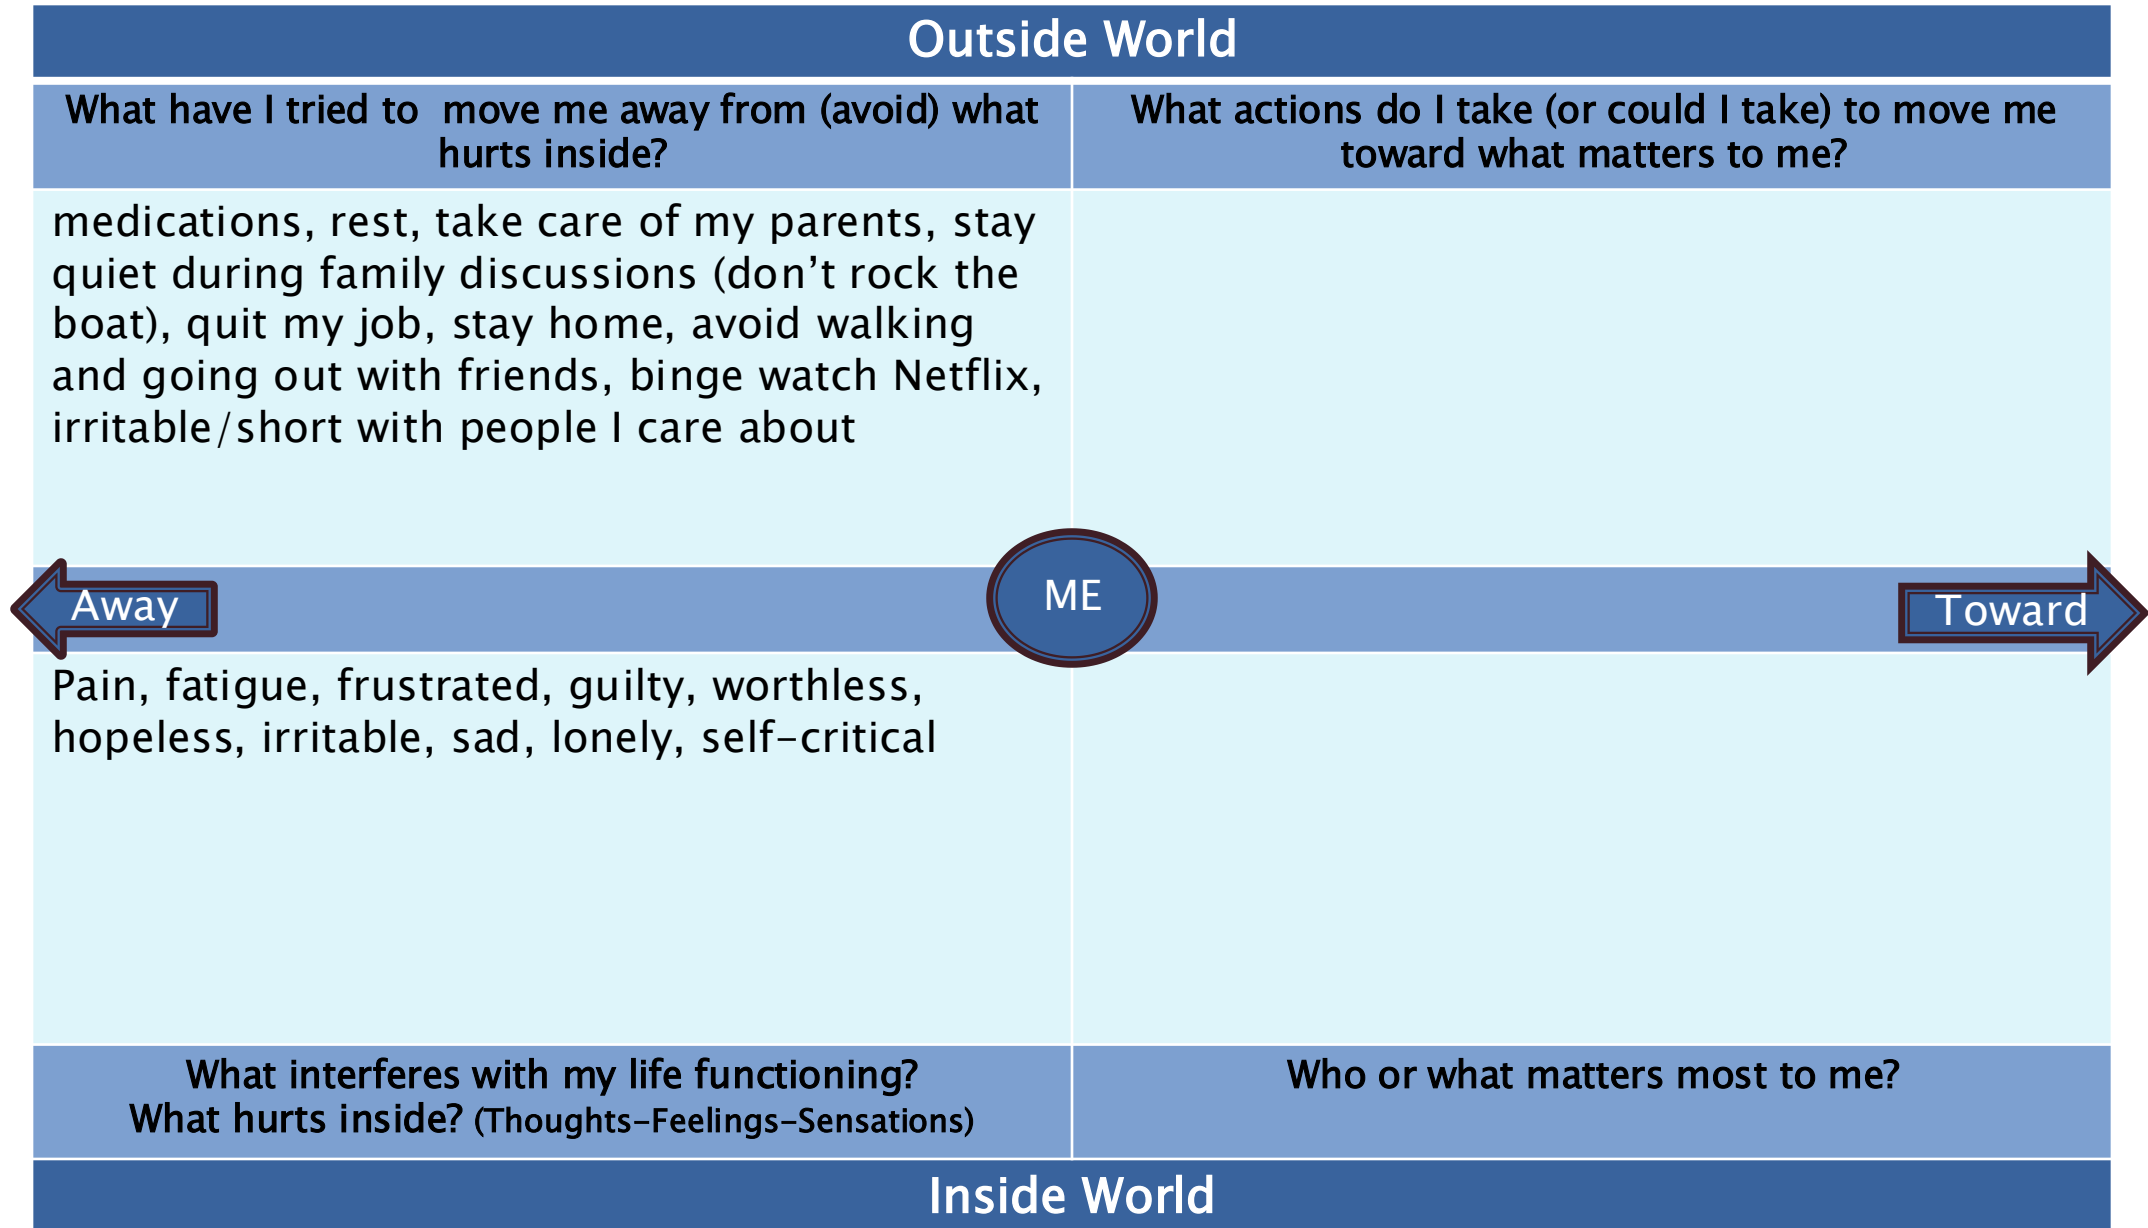 Outside World
What have I tried to  move me away from (avoid) what
hurts inside?
What actions do I take (or could I take) to move me
toward what matters to me?
medications, rest, take care of my parents, stay
quiet during family discussions (don’t rock the
boat), quit my job, stay home, avoid walking
and going out with friends, binge watch Netflix,
irritable/short with people I care about
Away
ME
Toward
Pain, fatigue, frustrated, guilty, worthless,
hopeless, irritable, sad, lonely, self-critical
What interferes with my life functioning?
What hurts inside? (Thoughts-Feelings-Sensations)
Who or what matters most to me?
Inside World